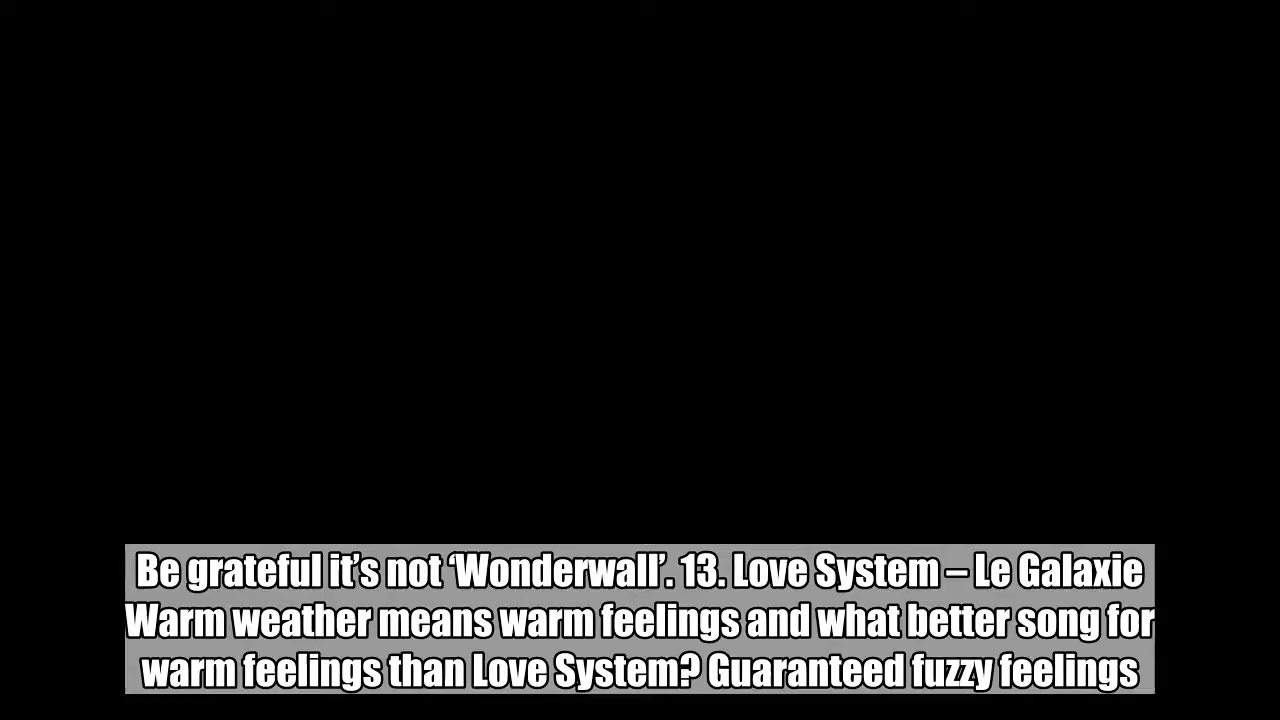 Be grateful it’s not ‘Wonderwall’. 13. Love System – Le Galaxie
Warm weather means warm feelings and what better song for
warm feelings than Love System? Guaranteed fuzzy feelings